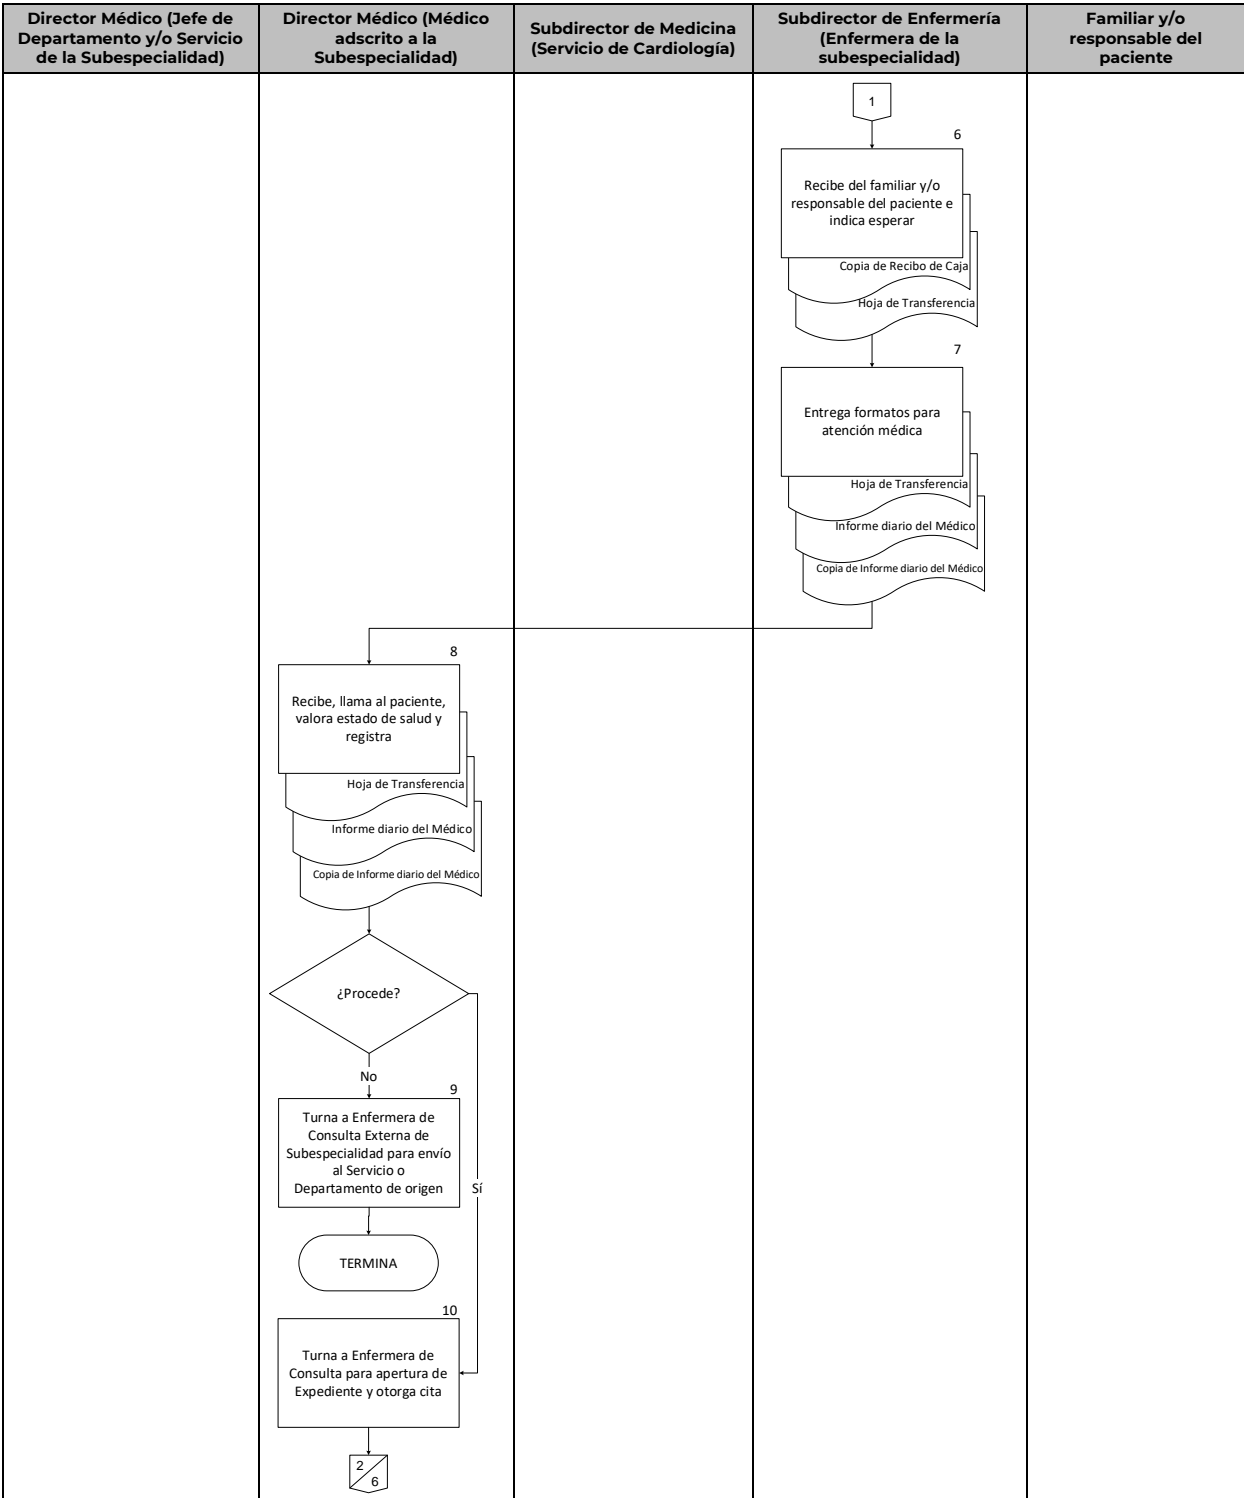 Director Médico (Jefe de
Departamento y/o Servicio
de la Subespecialidad)
Director Médico (Médico
adscrito a la
Subespecialidad)
Subdirector de Medicina
(Servicio de Cardiología)
Subdirector de Enfermería
(Enfermera de la
subespecialidad)
Familiar y/o
responsable del
paciente
1
6
Recibe del familiar y/o
responsable del paciente e
indica esperar
Copia de Recibo de Caja
Hoja de Transferencia
7
Entrega formatos para
atención médica
Hoja de Transferencia
Informe diario del Médico
Copia de Informe diario del Médico
8
Recibe, llama al paciente,
valora estado de salud y
registra
Hoja de Transferencia
Informe diario del Médico
Copia de Informe diario del Médico
¿Procede?
No
9
Turna a Enfermera de
Consulta Externa de
Subespecialidad para envío
al Servicio o
Departamento de origen
Sí
TERMINA
10
Turna a Enfermera de
Consulta para apertura de
Expediente y otorga cita
2
6